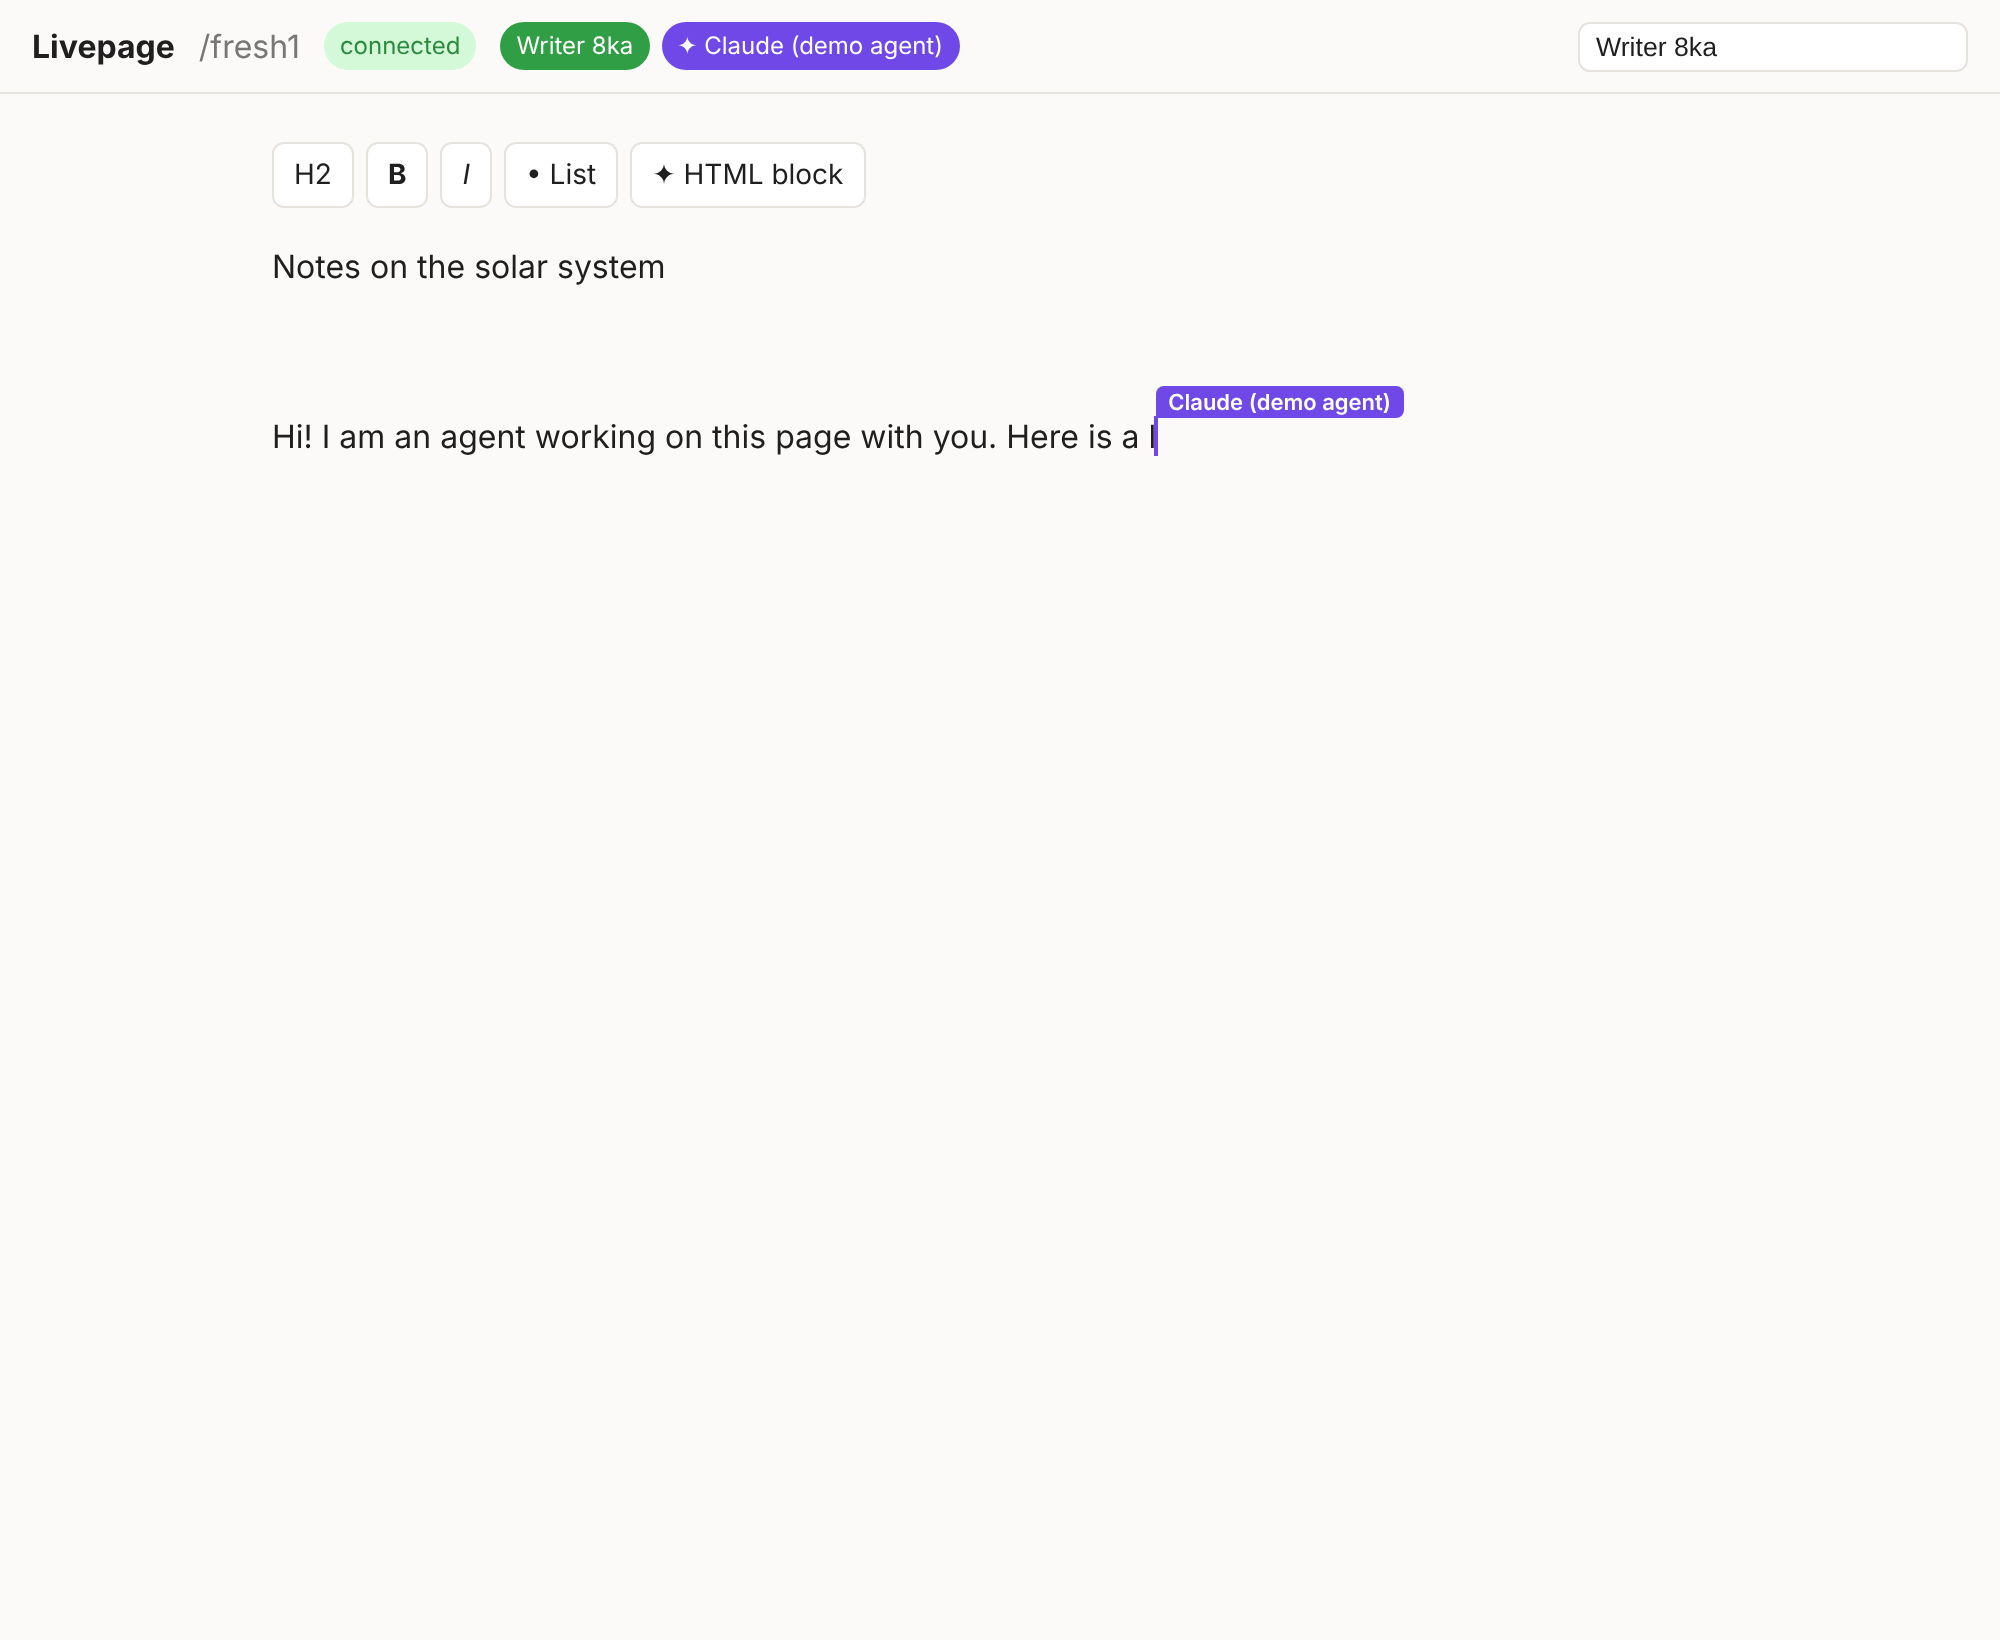 Livepage /fresh1 connected Writer 8ka ✦ Claude (demo agent) Writer 8ka
H2 B I • List ✦ HTML block
Notes on the solar system
Claude (demo agent)
Hi! I am an agent working on this page with you. Here is a